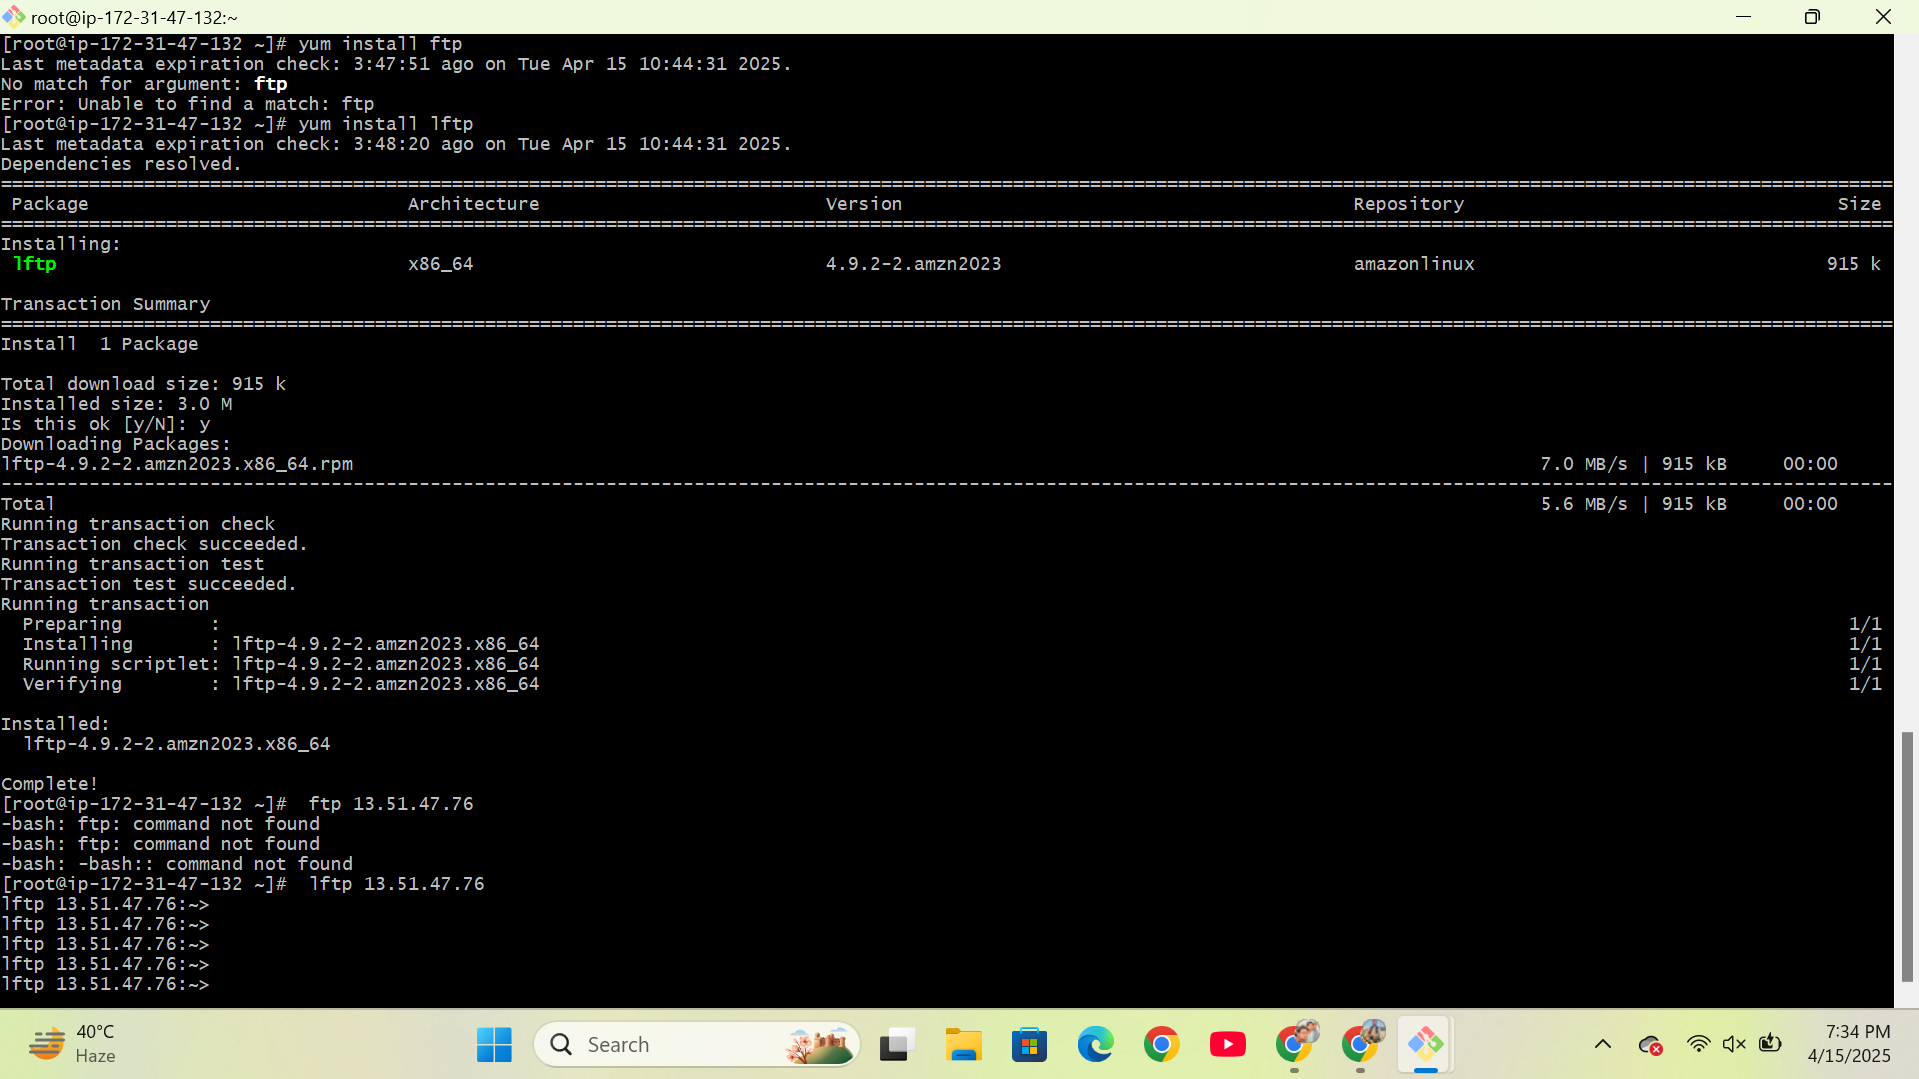 root@ip-172-31-47-132:~
[root@ip-172-31-47-132 ~]# yum install ftp
Last metadata expiration check: 3:47:51 ago on Tue Apr 15 10:44:31 2025.
No match for argument: ftp
Error: Unable to find a match: ftp
[root@ip-172-31-47-132 ~]# yum install lftp
Last metadata expiration check: 3:48:20 ago on Tue Apr 15 10:44:31 2025.
Dependencies resolved.
Package Architecture Version Repository Size
Installing:
lftp x86_64 4.9.2-2.amzn2023 amazonlinux 915 k
Transaction Summary
Install  1 Package
Total download size: 915 k
Installed size: 3.0 M
Is this ok [y/N]: y
Downloading Packages:
lftp-4.9.2-2.amzn2023.x86_64.rpm 7.0 MB/s | 915 kB 00:00
Total 5.6 MB/s | 915 kB 00:00
Running transaction check
Transaction check succeeded.
Running transaction test
Transaction test succeeded.
Running transaction
Preparing : 1/1
Installing : lftp-4.9.2-2.amzn2023.x86_64 1/1
Running scriptlet: lftp-4.9.2-2.amzn2023.x86_64 1/1
Verifying : lftp-4.9.2-2.amzn2023.x86_64 1/1
Installed:
lftp-4.9.2-2.amzn2023.x86_64
Complete!
[root@ip-172-31-47-132 ~]#  ftp 13.51.47.76
-bash: ftp: command not found
-bash: ftp: command not found
-bash: -bash:: command not found
[root@ip-172-31-47-132 ~]#  lftp 13.51.47.76
lftp 13.51.47.76:~>
lftp 13.51.47.76:~>
lftp 13.51.47.76:~>
lftp 13.51.47.76:~>
lftp 13.51.47.76:~>
40°C
Haze
Search
7:34 PM
4/15/2025